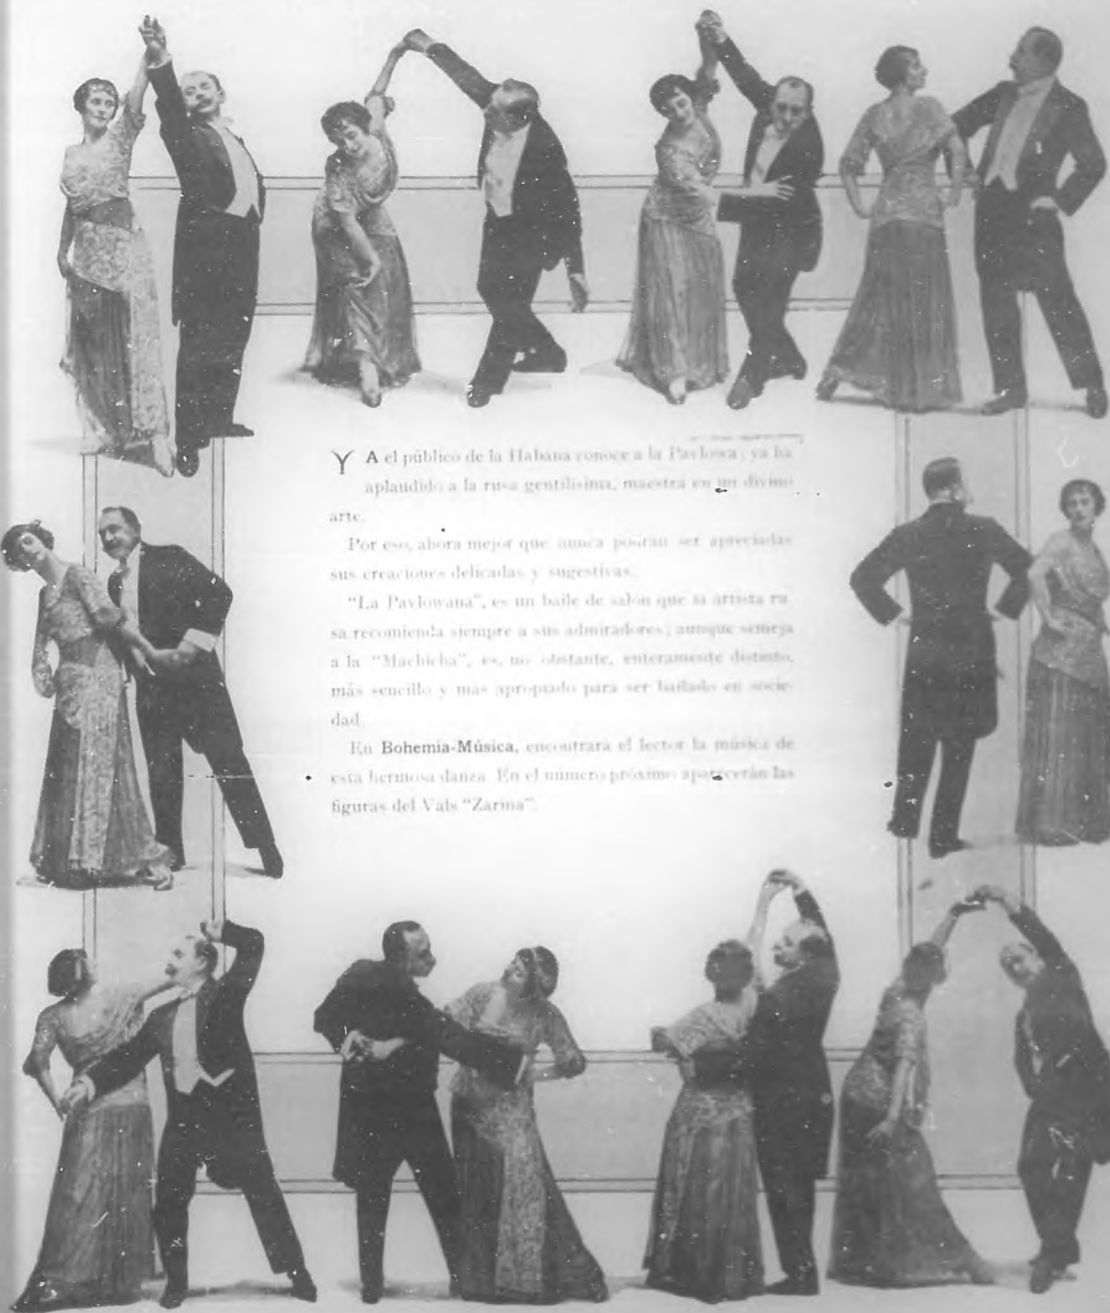 YA el público de la Habana conoce a la Pavlowa; ya ha
aplaudido a la rusa gentilísima, maestra en un divino
arte.
Por eso, ahora mejor que nunca podrán ser apreciadas
sus creaciones delicadas y sugestivas.
"La Pavlowana", es un baile de salón que la artista ru-
sa recomienda siempre a sus admiradores; aunque semeja
a la "Machicha", es, no obstante, enteramente distinto,
más sencillo y más apropiado para ser bailado en socie-
dad.
En Bohemia-Música, encontrará el lector la música de
esta hermosa danza. En el número próximo aparecerán las
figuras del Vals "Zarina".